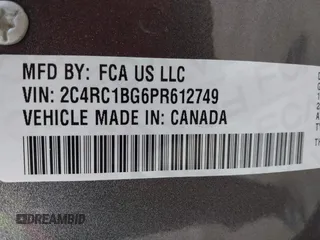 MFD BY: FCA US LLC
VIN: 2C4RC1BG6PR612749
VEHICLE MADE IN: CANADA
DREAMBID